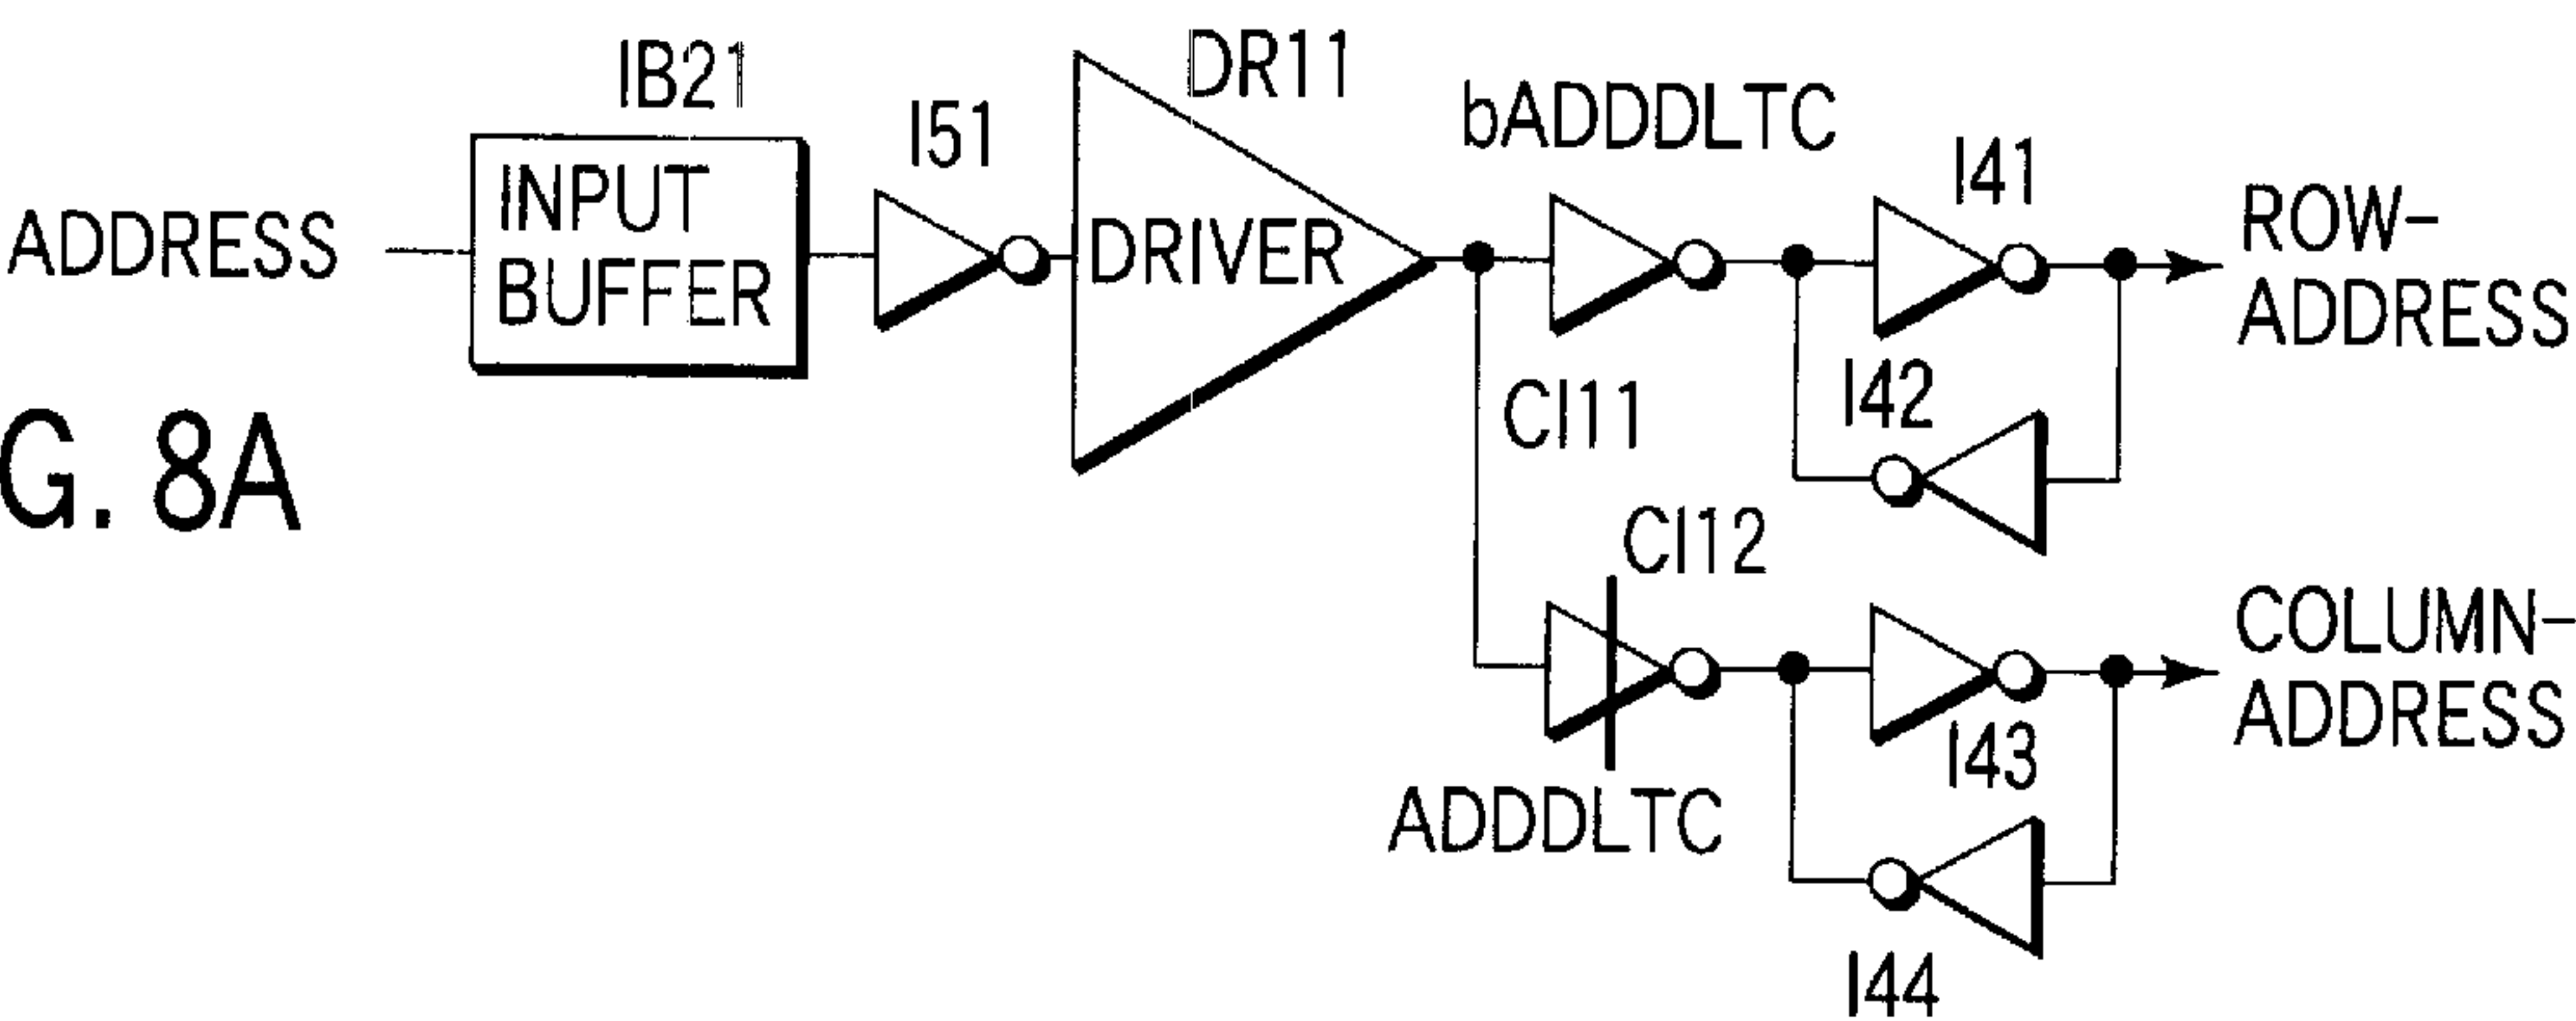 IB21
DR11
I51
bADDDLTC
I41
ADDRESS
INPUT
BUFFER
DRIVER
ROW-
ADDRESS
CI11
I42
G. 8A
CI12
COLUMN-
ADDRESS
I43
ADDDLTC
I44